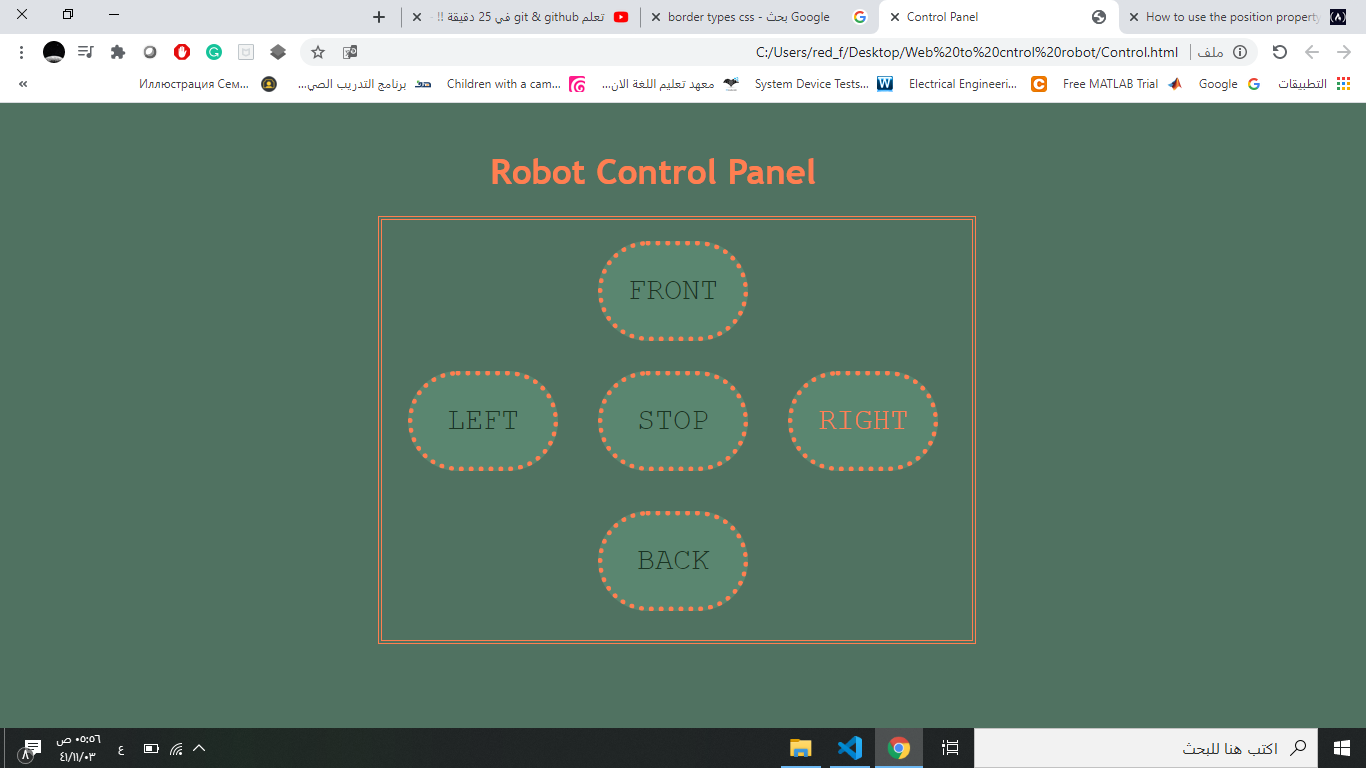 How to use the position property
Control Panel
border types css - بحث Google
تعلم git & github في 25 دقيقة !!
ملف
C:/Users/red_f/Desktop/Web%20to%20cntrol%20robot/Control.html
التطبيقات
Google
Free MATLAB Trial
Electrical Engineeri...
System Device Tests...
معهد تعليم اللغة الان...
Children with a cam...
برنامج التدريب الصي...
Иллюстрация Сем...
Robot Control Panel
FRONT
LEFT
STOP
RIGHT
BACK
اكتب هنا للبحث
ع
٠٥:٥٦ ص
٤١/١١/٠٣
٨